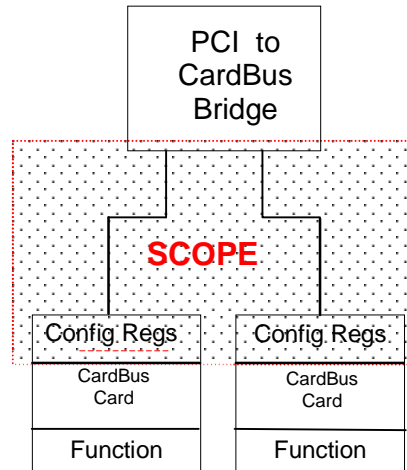 PCI to
CardBus
Bridge
SCOPE
Config Regs
Config Regs
CardBus
Card
CardBus
Card
Function
Function